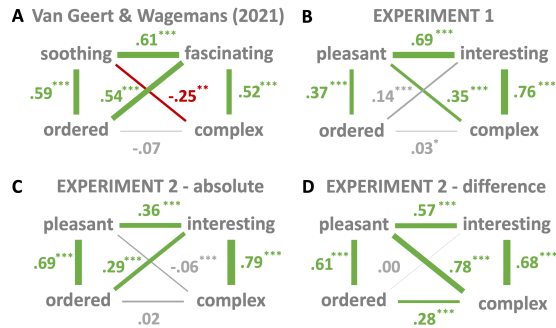 A Van Geert & Wagemans (2021)
soothing .61*** fascinating
.59*** .54*** -.25** .52***
ordered complex
-.07
B EXPERIMENT 1
pleasant .69*** interesting
.37*** .14*** .35*** .76***
ordered complex
.03*
C EXPERIMENT 2 - absolute
pleasant .36*** interesting
.69*** .29*** -.06*** .79***
ordered complex
.02
D EXPERIMENT 2 - difference
pleasant .57*** interesting
.61*** .00 .78*** .68***
ordered complex
.28***